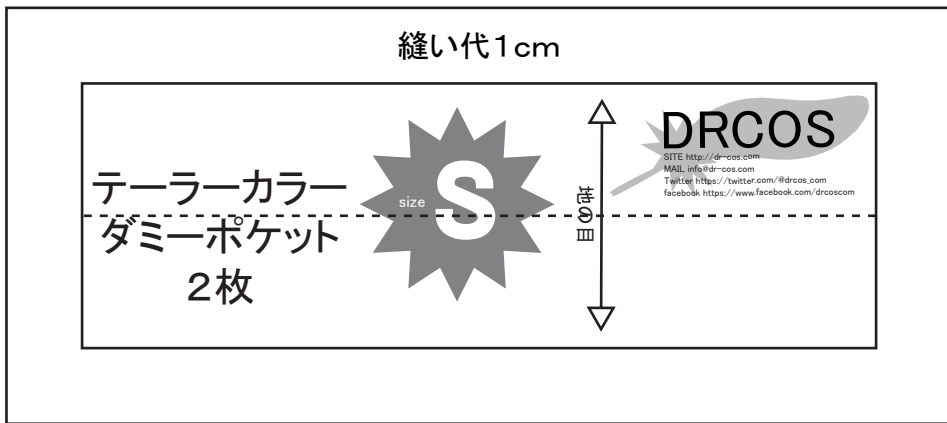 縫い代1cm
テーラーカラー
ダミーポケット
2枚
size
S
地の目
DRCOS
SITE http://dr-cos.com
MAIL info@dr-cos.com
Twitter https://twitter.com/@drcos_com
facebook https://www.facebook.com/drcoscom